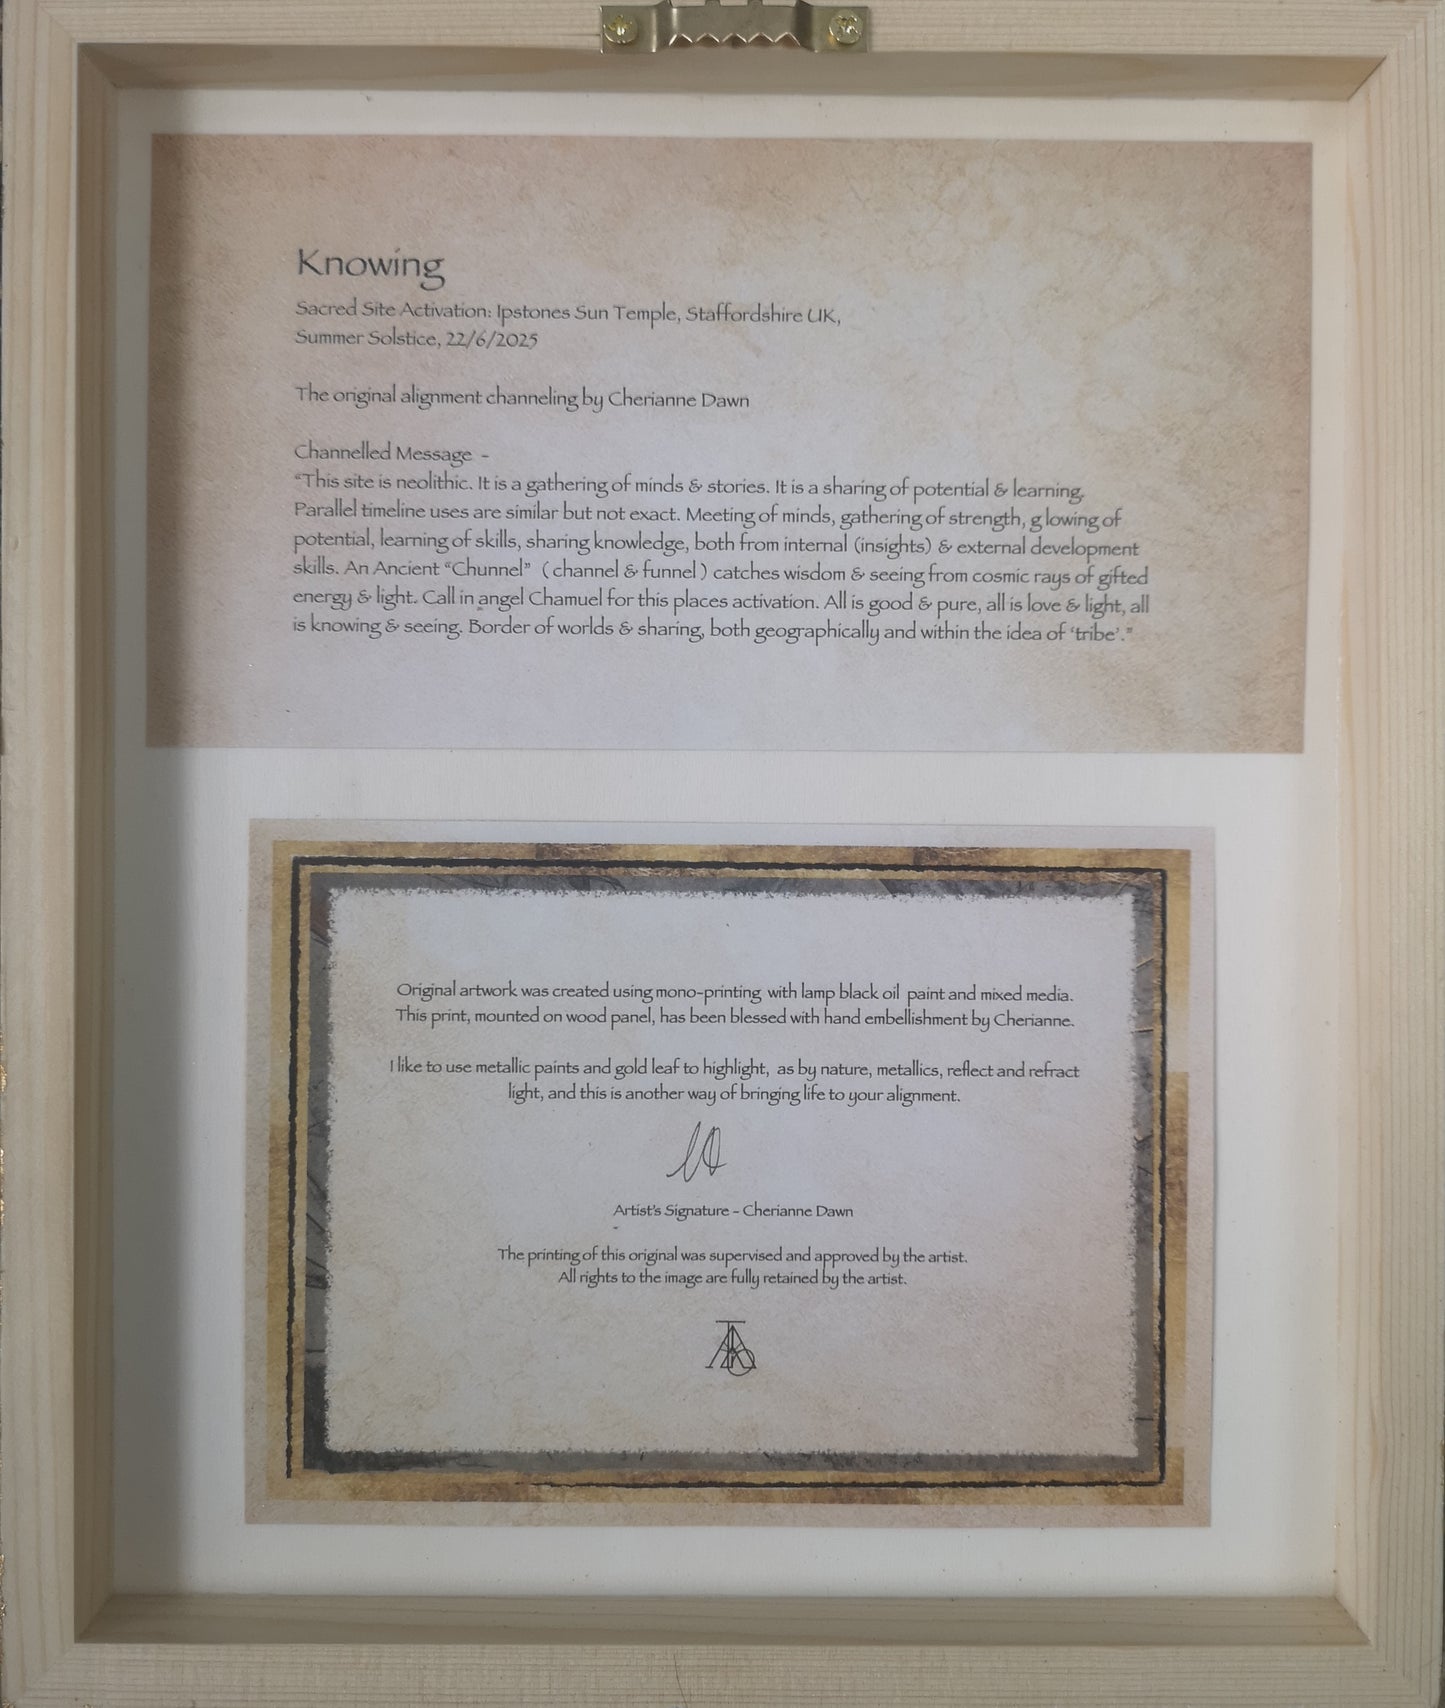 Knowing
Sacred Site Activation: Ipstones Sun Temple, Staffordshire UK,
Summer Solstice, 22/6/2025
The original alignment channeling by Cherianne Dawn
Channelled Message -
“This site is neolithic. It is a gathering of minds & stories. It is a sharing of potential & learning.
Parallel timeline uses are similar but not exact. Meeting of minds, gathering of strength, g lowing of
potential, learning of skills, sharing knowledge, both from internal (insights) & external development
skills. An Ancient “Chunnel” ( channel & funnel ) catches wisdom & seeing from cosmic rays of gifted
energy & light. Call in angel Chamuel for this places activation. All is good & pure, all is love & light, all
is knowing & seeing. Border of worlds & sharing, both geographically and within the idea of ‘tribe’.”
Original artwork was created using mono-printing with lamp black oil paint and mixed media.
This print, mounted on wood panel, has been blessed with hand embellishment by Cherianne.
I like to use metallic paints and gold leaf to highlight, as by nature, metallics, reflect and refract
light, and this is another way of bringing life to your alignment.
Artist's Signature - Cherianne Dawn
The printing of this original was supervised and approved by the artist.
All rights to the image are fully retained by the artist.